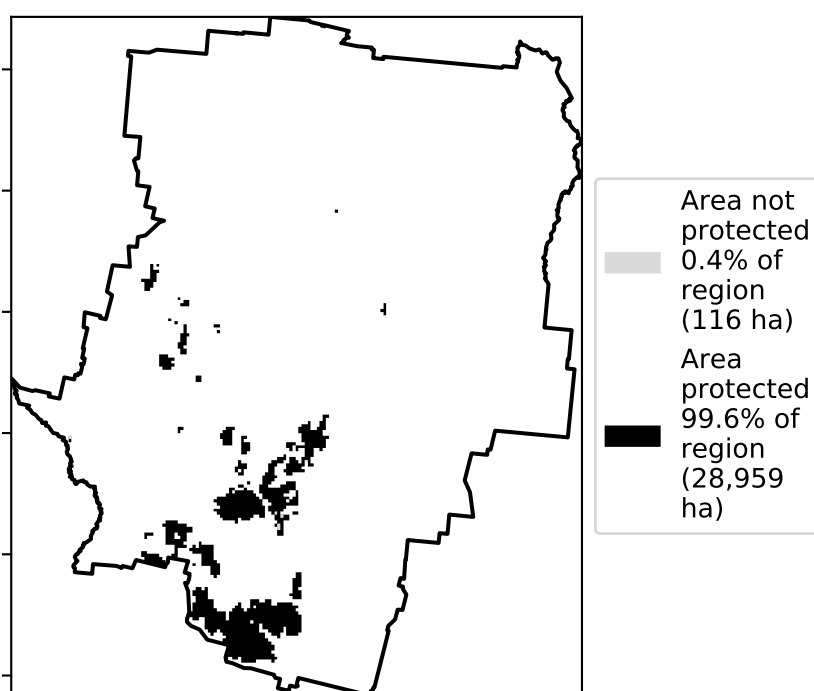 Area not
protected
0.4% of
region
(116 ha)
Area
protected
99.6% of
region
(28,959
ha)